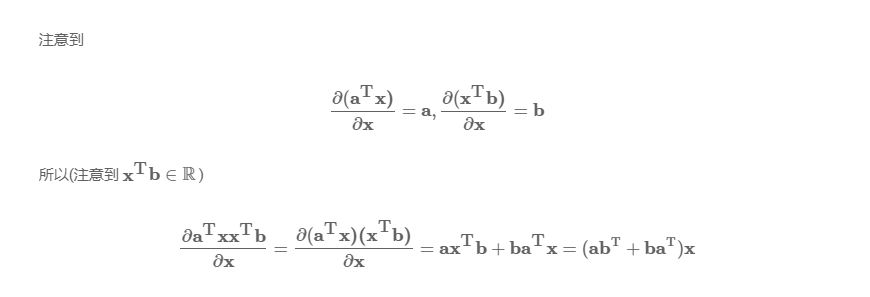 注意到
∂(aᵀx)/∂x = a, ∂(xᵀb)/∂x = b
所以(注意到 xᵀb ∈ ℝ )
∂aᵀxxᵀb/∂x = ∂(aᵀx)(xᵀb)/∂x = axᵀb + baᵀx = (abᵀ + baᵀ)x